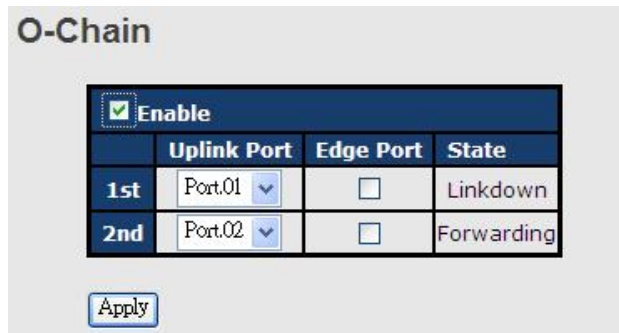 O-Chain
Enable
Uplink Port Edge Port State
1st Port.01 Linkdown
2nd Port.02 Forwarding
Apply